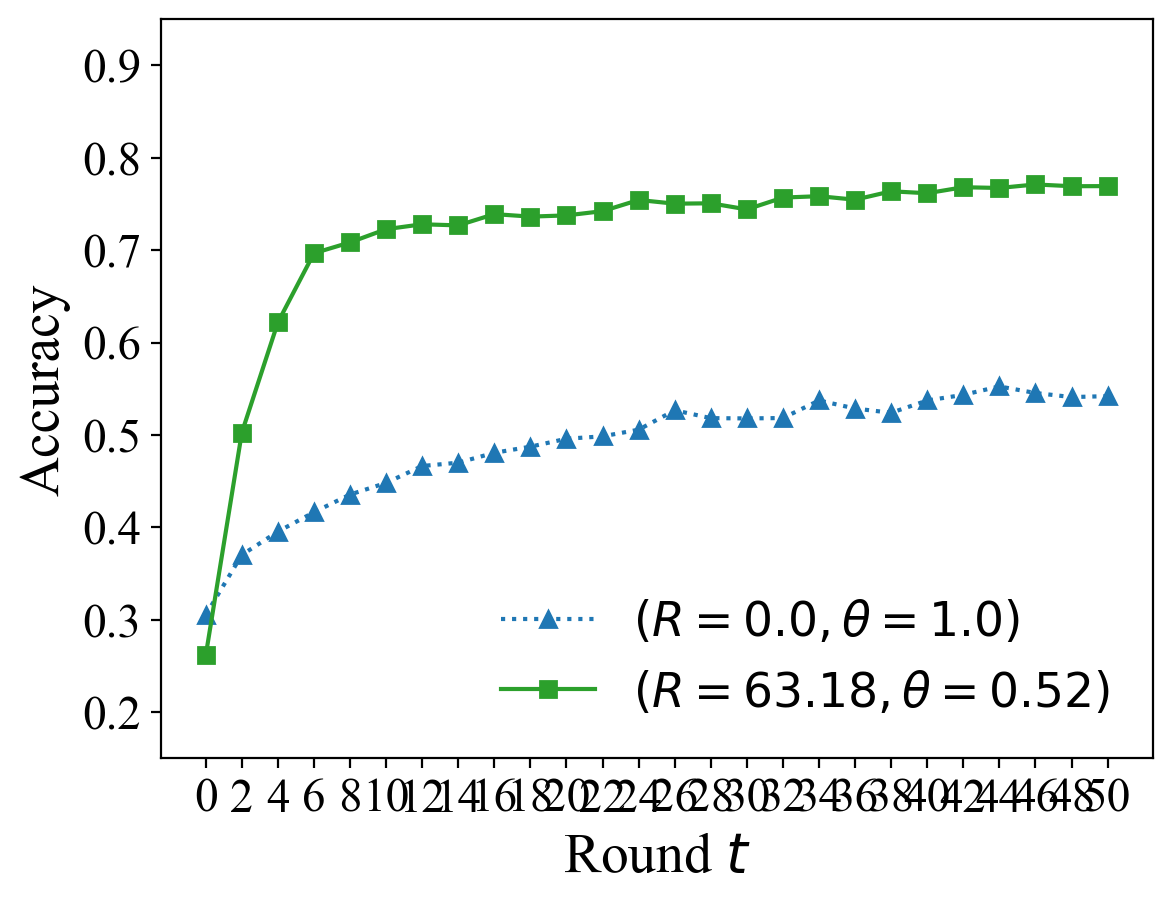 Accuracy
0.9
0.8
0.7
0.6
0.5
0.4
0.3
0.2
(R = 0.0, θ = 1.0)
(R = 63.18, θ = 0.52)
0 2 4 6 8 10 12 14 16 18 20 22 24 26 28 30 32 34 36 38 40 42 44 46 48 50
Round t